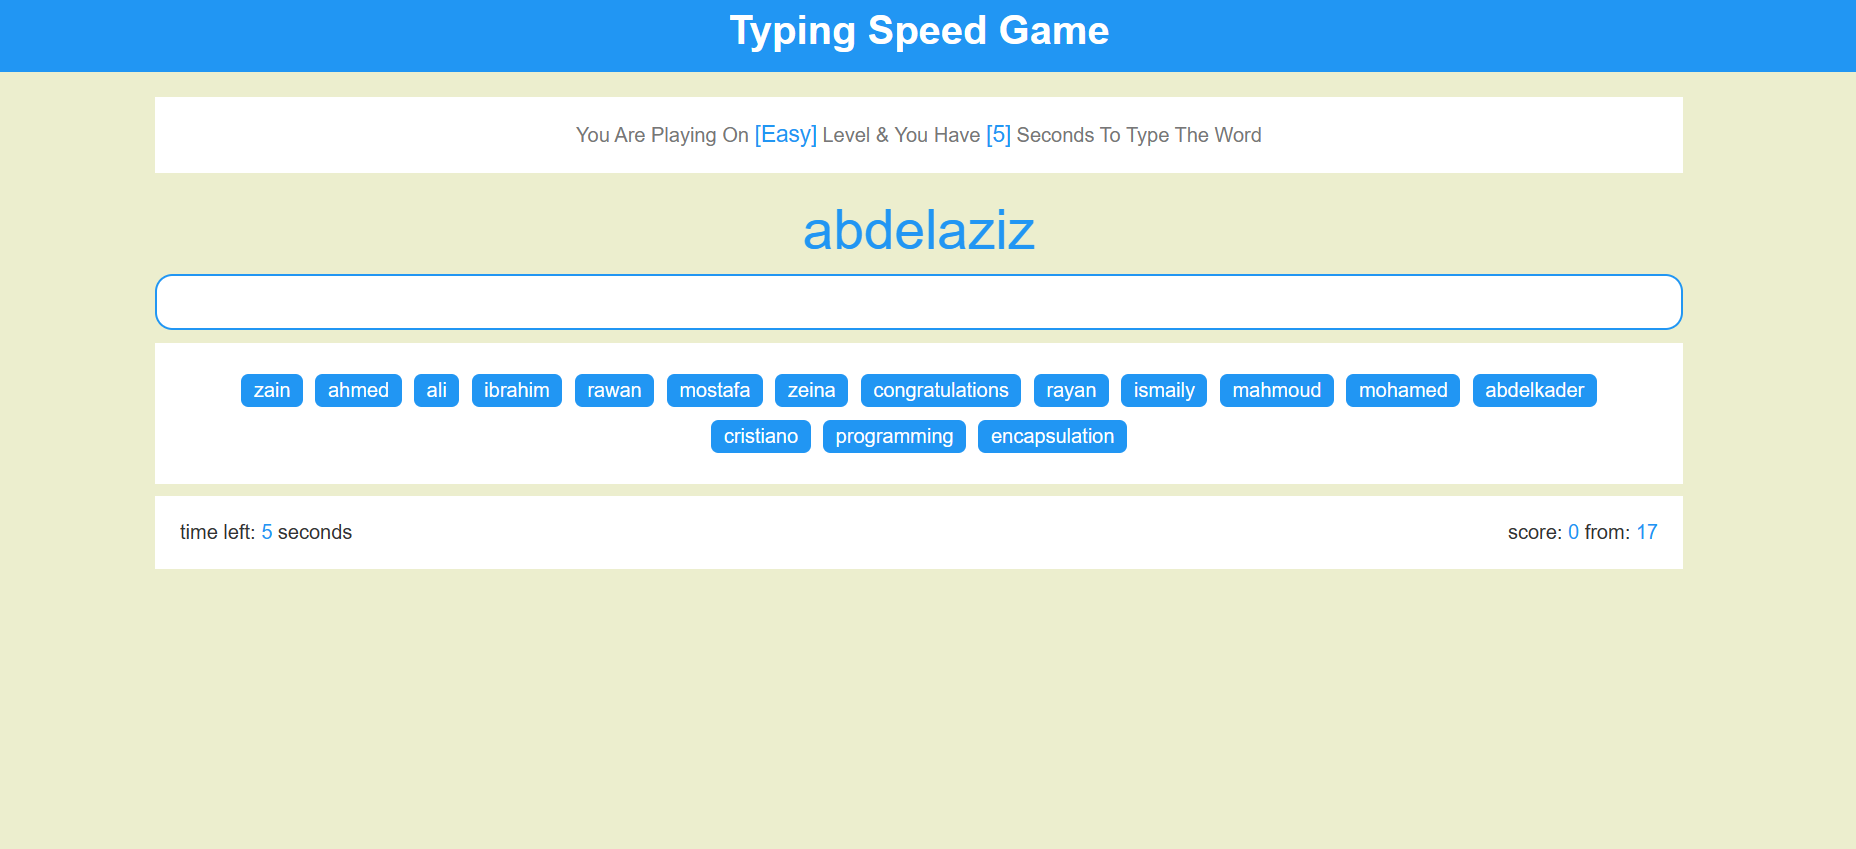 Typing Speed Game
You Are Playing On [Easy] Level & You Have [5] Seconds To Type The Word
abdelaziz
zain ahmed ali ibrahim rawan mostafa zeina congratulations rayan ismaily mahmoud mohamed abdelkader
cristiano programming encapsulation
time left: 5 seconds score: 0 from: 17